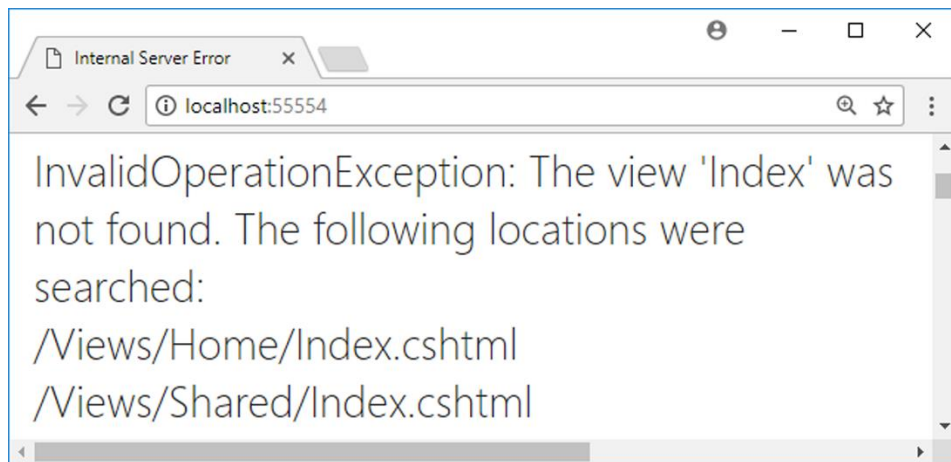 Internal Server Error
localhost:55554
InvalidOperationException: The view 'Index' was
not found. The following locations were
searched:
/Views/Home/Index.cshtml
/Views/Shared/Index.cshtml